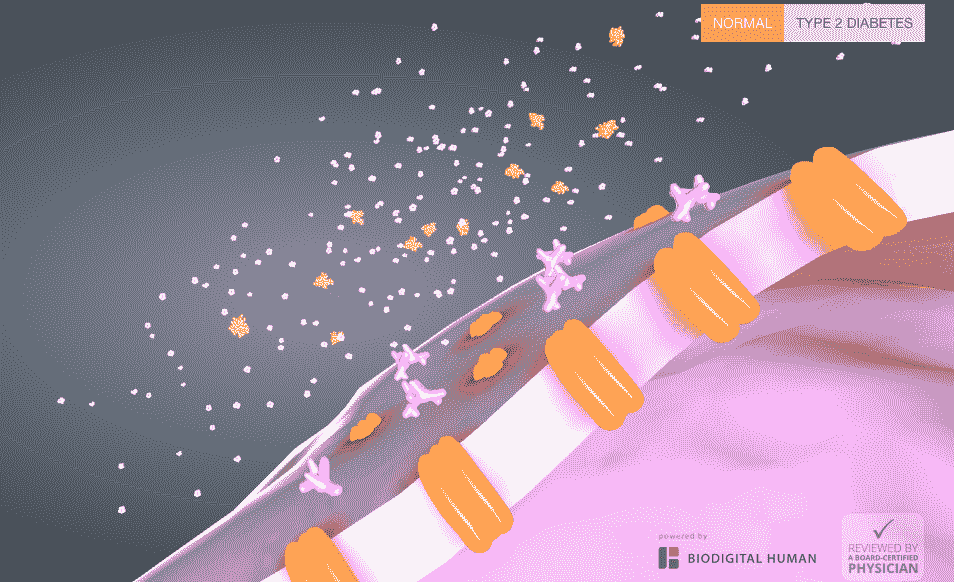 NORMAL
TYPE 2 DIABETES
powered by
BIODIGITAL HUMAN
REVIEWED BY
A BOARD-CERTIFIED
PHYSICIAN